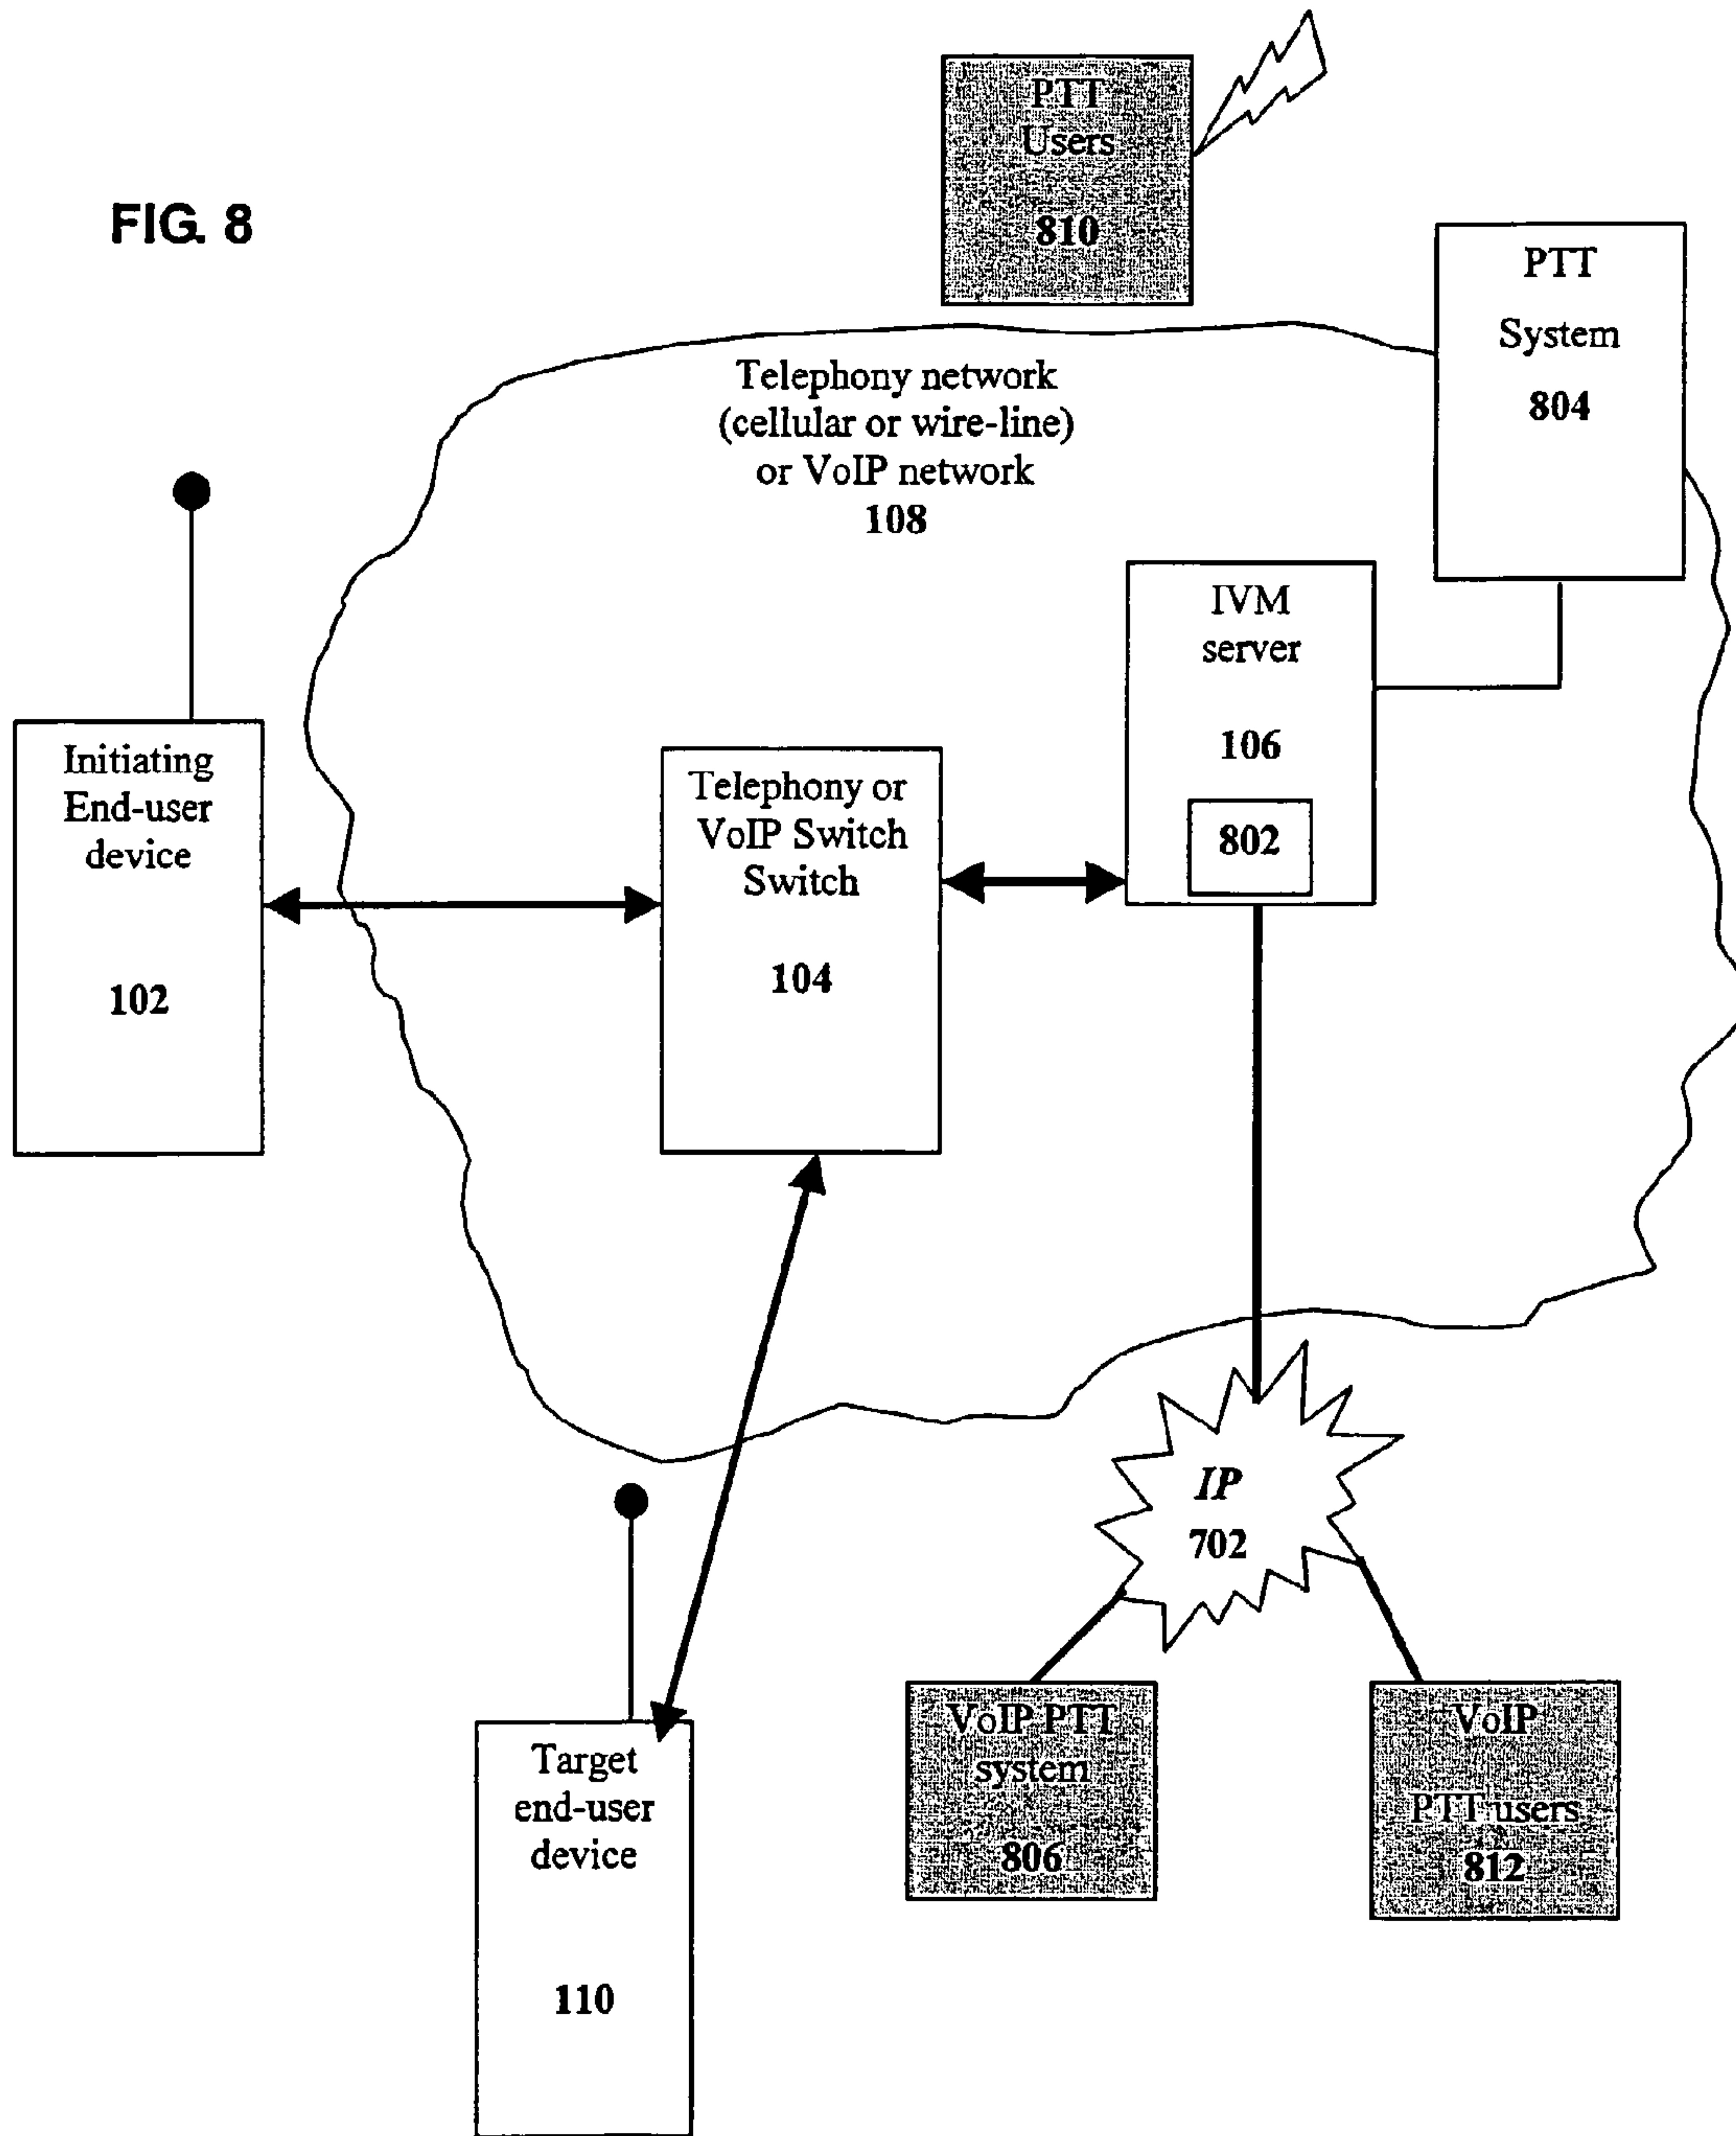 FIG. 8
PTT
Users
810
PTT
System
804
Telephony network
(cellular or wire-line)
or VoIP network
108
IVM
server
106
802
Initiating
End-user
device
102
Telephony or
VoIP Switch
Switch
104
IP
702
Target
end-user
device
110
VoIP PTT
system
806
VoIP
PTT users
812